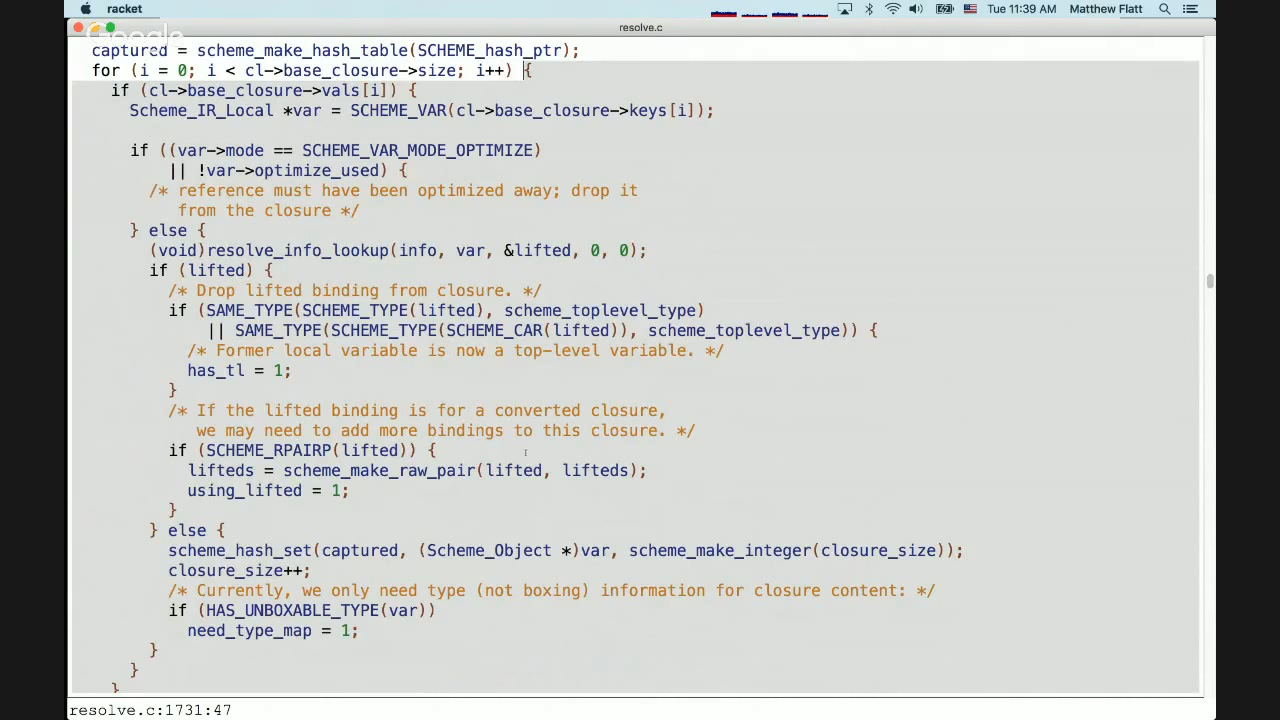 racket
Tue 11:39 AM Matthew Flatt
resolve.c
Google
captured = scheme_make_hash_table(SCHEME_hash_ptr);
for (i = 0; i < cl->base_closure->size; i++) {
if (cl->base_closure->vals[i]) {
Scheme_IR_Local *var = SCHEME_VAR(cl->base_closure->keys[i]);
if ((var->mode == SCHEME_VAR_MODE_OPTIMIZE)
|| !var->optimize_used) {
/* reference must have been optimized away; drop it
from the closure */
} else {
(void)resolve_info_lookup(info, var, &lifted, 0, 0);
if (lifted) {
/* Drop lifted binding from closure. */
if (SAME_TYPE(SCHEME_TYPE(lifted), scheme_toplevel_type)
|| SAME_TYPE(SCHEME_TYPE(SCHEME_CAR(lifted)), scheme_toplevel_type)) {
/* Former local variable is now a top-level variable. */
has_tl = 1;
}
/* If the lifted binding is for a converted closure,
we may need to add more bindings to this closure. */
if (SCHEME_RPAIRP(lifted)) {
lifteds = scheme_make_raw_pair(lifted, lifteds);
using_lifted = 1;
}
} else {
scheme_hash_set(captured, (Scheme_Object *)var, scheme_make_integer(closure_size));
closure_size++;
/* Currently, we only need type (not boxing) information for closure content: */
if (HAS_UNBOXABLE_TYPE(var))
need_type_map = 1;
}
}
}
resolve.c:1731:47